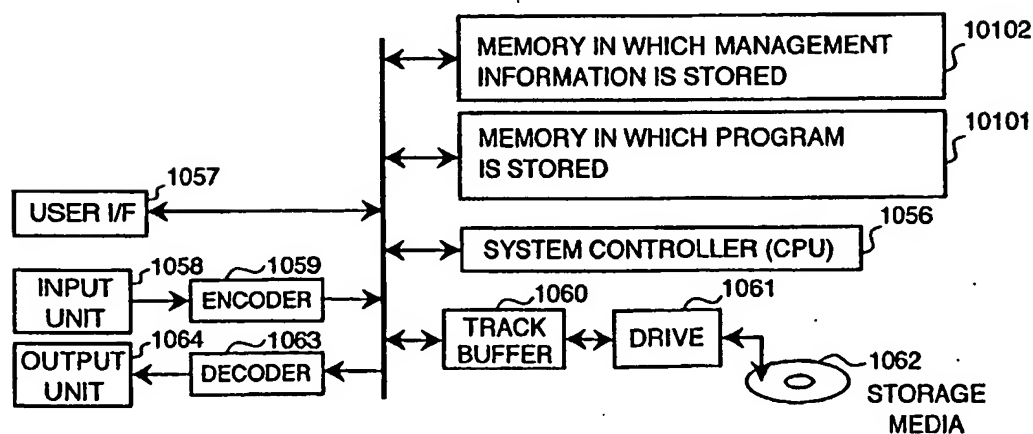 MEMORY IN WHICH MANAGEMENT
INFORMATION IS STORED
10102
MEMORY IN WHICH PROGRAM
IS STORED
10101
1057
USER I/F
1056
SYSTEM CONTROLLER (CPU)
1058
INPUT
UNIT
1059
ENCODER
1060
TRACK
BUFFER
1061
DRIVE
1064
OUTPUT
UNIT
1063
DECODER
1062
STORAGE
MEDIA